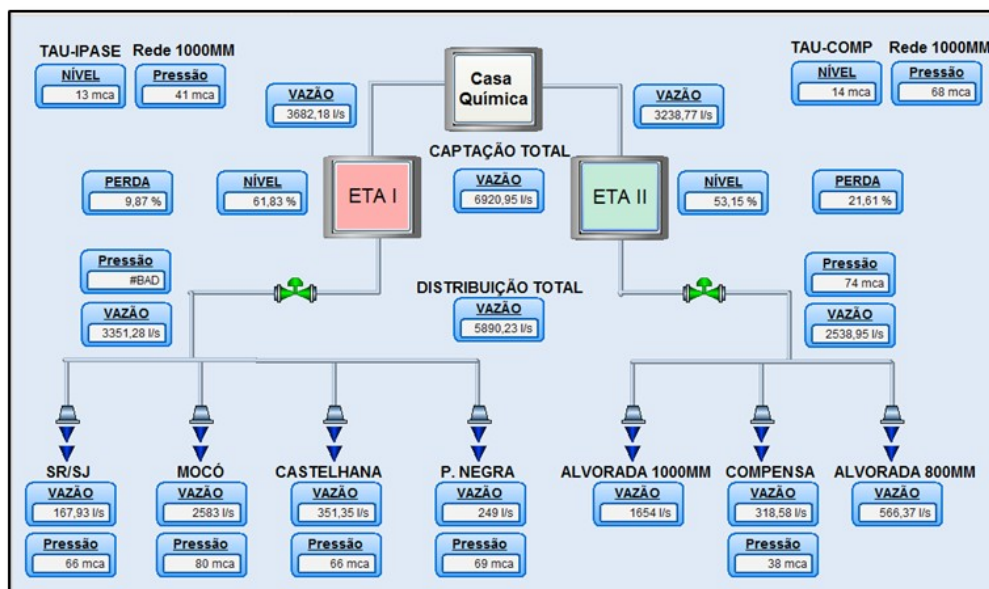 TAU-IPASE
Rede 1000MM
NÍVEL
13 mca
Pressão
41 mca
VAZÃO
3682,18 l/s
Casa
Química
VAZÃO
3238,77 l/s
TAU-COMP
Rede 1000MM
NÍVEL
14 mca
Pressão
68 mca
CAPTAÇÃO TOTAL
VAZÃO
6920,95 l/s
PERDA
9,87 %
NÍVEL
61,83 %
ETA I
ETA II
NÍVEL
53,15 %
PERDA
21,61 %
Pressão
#BAD
VAZÃO
3351,28 l/s
DISTRIBUIÇÃO TOTAL
VAZÃO
5890,23 l/s
Pressão
74 mca
VAZÃO
2538,95 l/s
SR/SJ
VAZÃO
167,93 l/s
Pressão
66 mca
MOCÓ
VAZÃO
2583 l/s
Pressão
80 mca
CASTELHANA
VAZÃO
351,35 l/s
Pressão
66 mca
P. NEGRA
VAZÃO
249 l/s
Pressão
69 mca
ALVORADA 1000MM
VAZÃO
1654 l/s
COMPENSA
VAZÃO
318,58 l/s
Pressão
38 mca
ALVORADA 800MM
VAZÃO
566,37 l/s